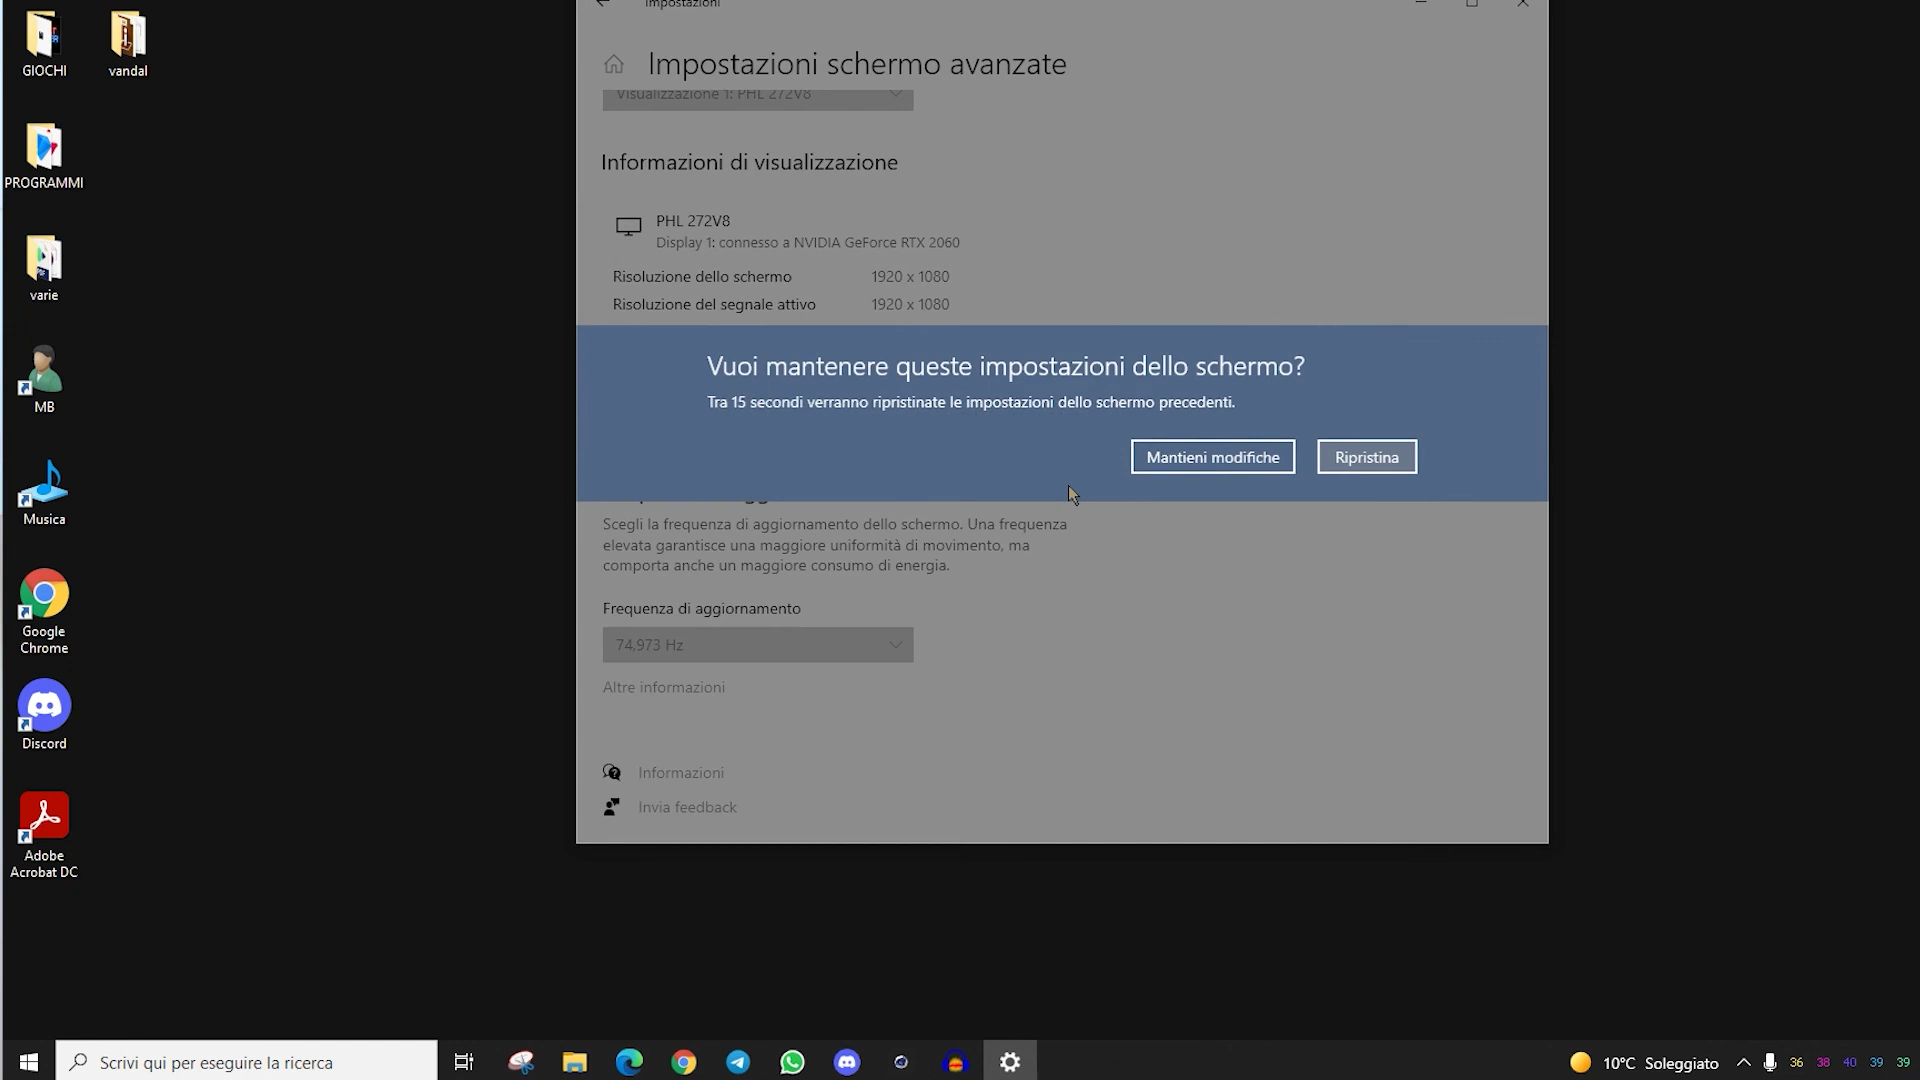 GIOCHI
vandal
PROGRAMMI
varie
MB
Musica
Google
Chrome
Discord
Adobe
Acrobat DC
Impostazioni
Impostazioni schermo avanzate
Visualizzazione 1: PHL 272V8
Informazioni di visualizzazione
PHL 272V8
Display 1: connesso a NVIDIA GeForce RTX 2060
Risoluzione dello schermo 1920 x 1080
Risoluzione del segnale attivo 1920 x 1080
Vuoi mantenere queste impostazioni dello schermo?
Tra 15 secondi verranno ripristinate le impostazioni dello schermo precedenti.
Mantieni modifiche Ripristina
Scegli la frequenza di aggiornamento dello schermo. Una frequenza
elevata garantisce una maggiore uniformità di movimento, ma
comporta anche un maggiore consumo di energia.
Frequenza di aggiornamento
74,973 Hz
Altre informazioni
Informazioni
Invia feedback
Scrivi qui per eseguire la ricerca
10°C Soleggiato 36 38 40 39 39